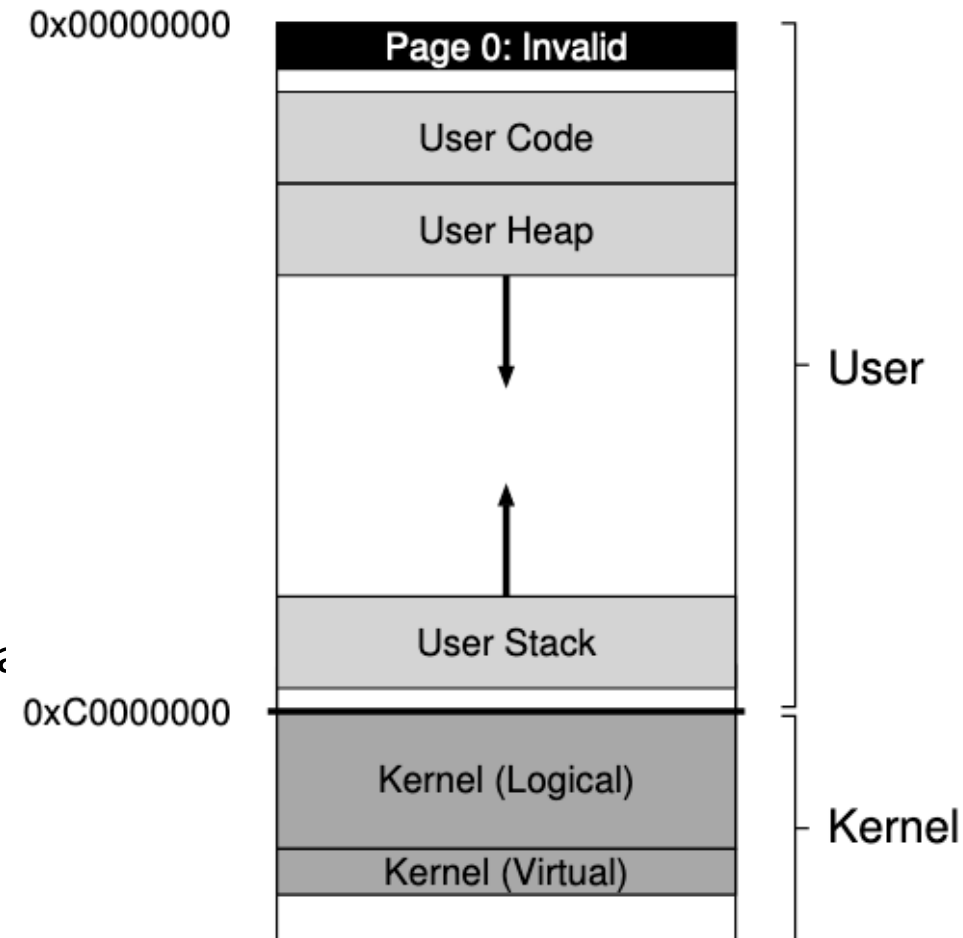 0x00000000
Page 0: Invalid
User Code
User Heap
User
User Stack
0xC0000000
Kernel (Logical)
Kernel
Kernel (Virtual)